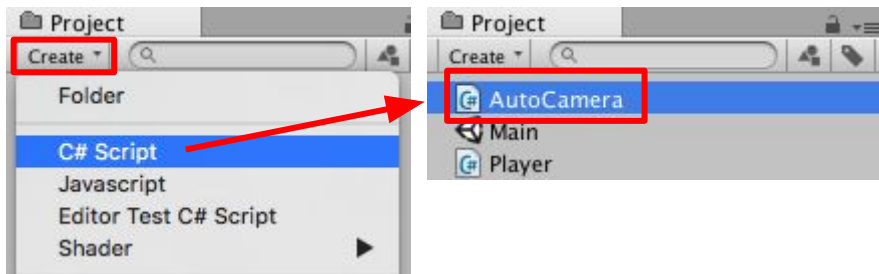 Project
Create
Folder
C# Script
Javascript
Editor Test C# Script
Shader
Project
Create
AutoCamera
Main
Player